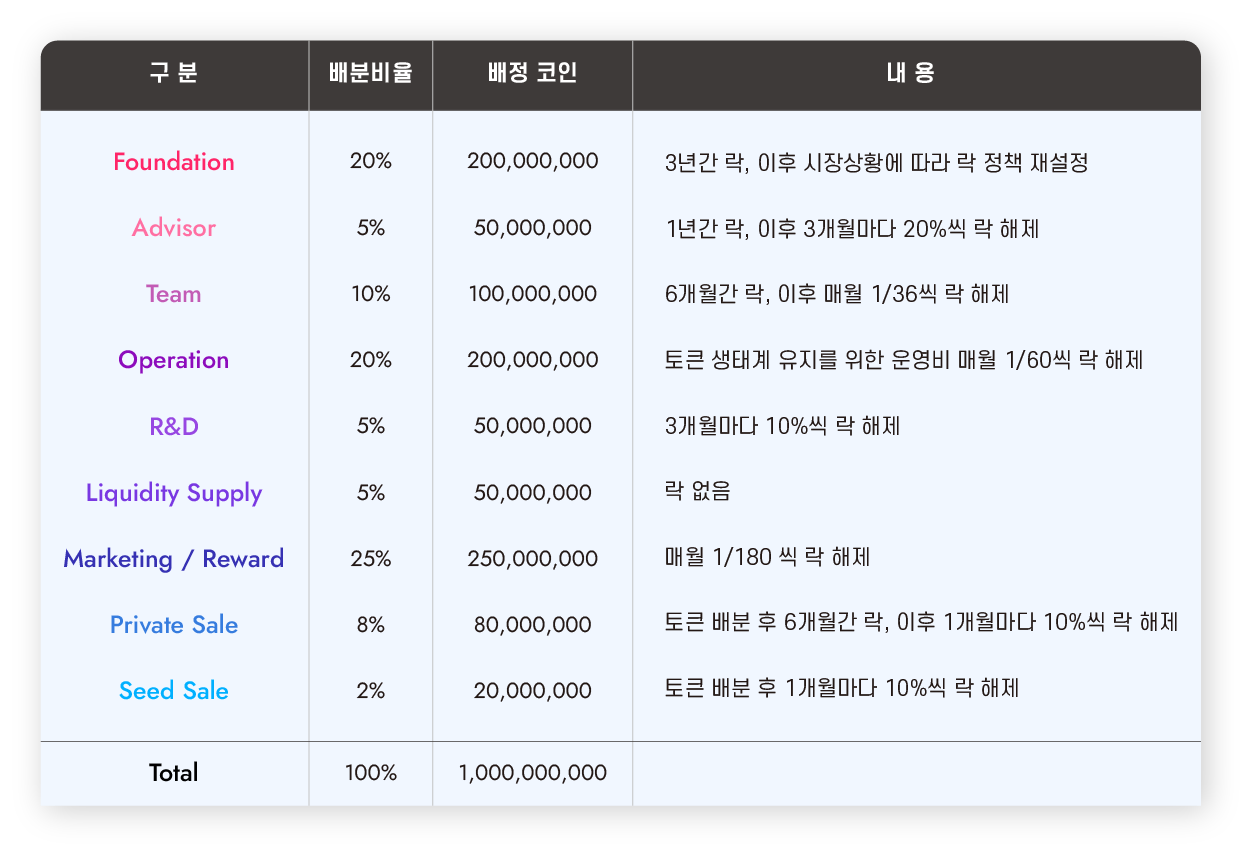 구 분 배분비율 배정 코인 내 용
Foundation 20% 200,000,000 3년간 락, 이후 시장상황에 따라 락 정책 재설정
Advisor 5% 50,000,000 1년간 락, 이후 3개월마다 20%씩 락 해제
Team 10% 100,000,000 6개월간 락, 이후 매월 1/36씩 락 해제
Operation 20% 200,000,000 토큰 생태계 유지를 위한 운영비 매월 1/60씩 락 해제
R&D 5% 50,000,000 3개월마다 10%씩 락 해제
Liquidity Supply 5% 50,000,000 락 없음
Marketing / Reward 25% 250,000,000 매월 1/180 씩 락 해제
Private Sale 8% 80,000,000 토큰 배분 후 6개월간 락, 이후 1개월마다 10%씩 락 해제
Seed Sale 2% 20,000,000 토큰 배분 후 1개월마다 10%씩 락 해제
Total 100% 1,000,000,000